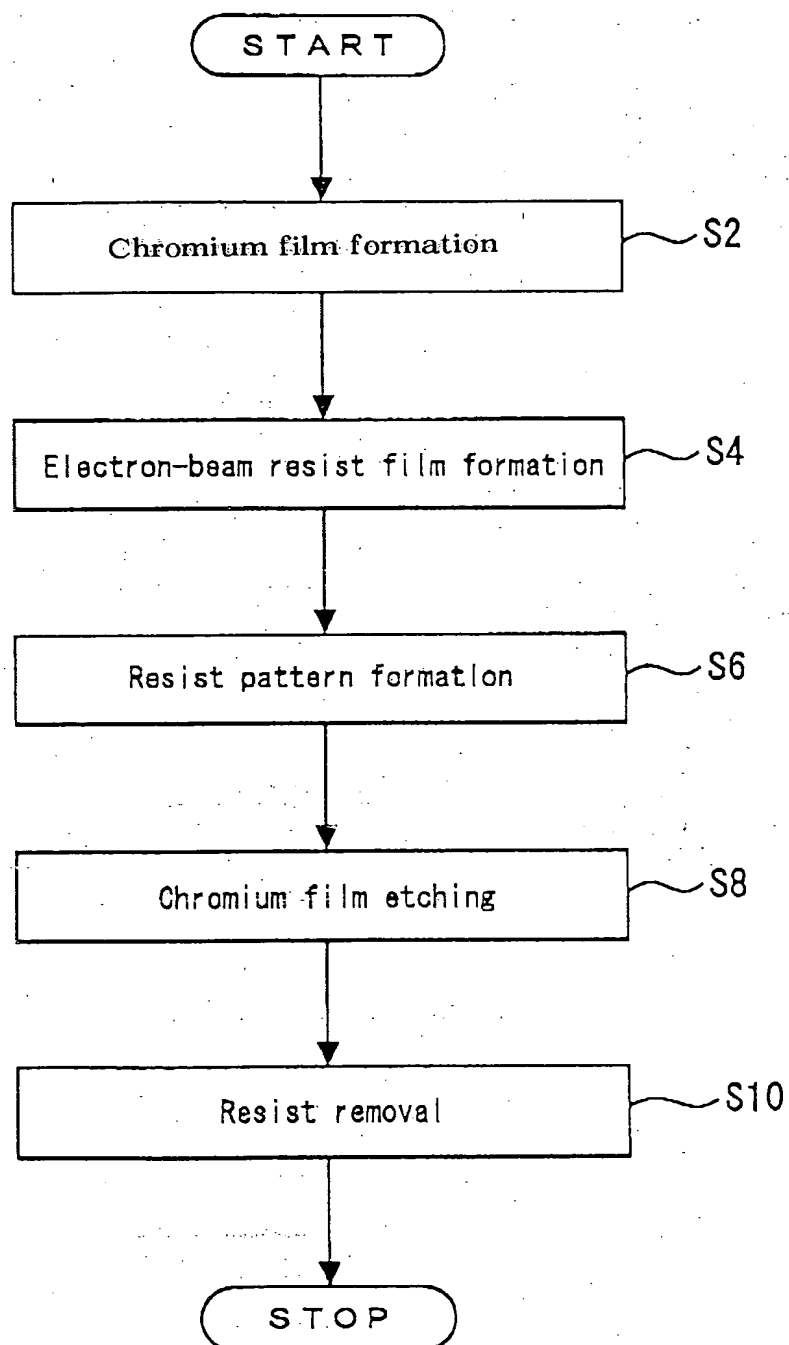 START
Chromium film formation
S2
Electron-beam resist film formation
S4
Resist pattern formation
S6
Chromium film etching
S8
Resist removal
S10
STOP